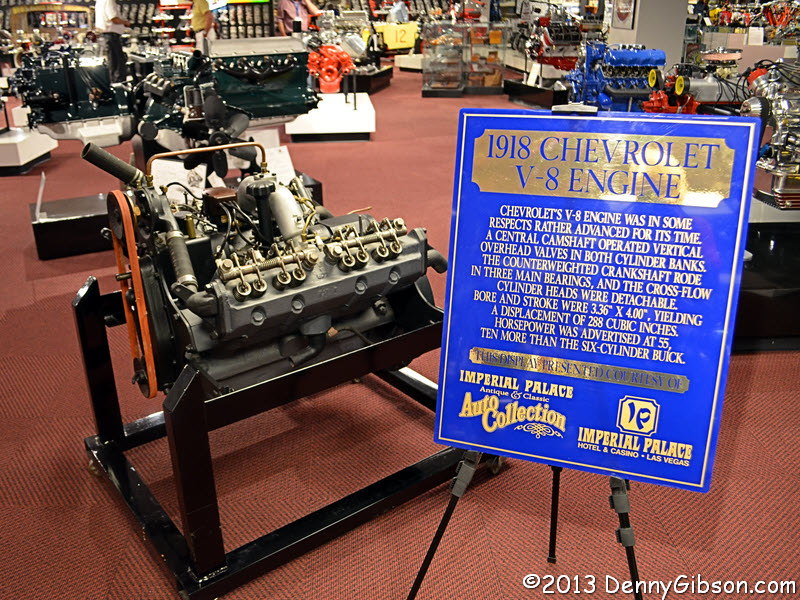 12
1918 CHEVROLET
V-8 ENGINE
CHEVROLET'S V-8 ENGINE WAS IN SOME
RESPECTS RATHER ADVANCED FOR ITS TIME.
A CENTRAL CAMSHAFT OPERATED VERTICAL
OVERHEAD VALVES IN BOTH CYLINDER BANKS.
THE COUNTERWEIGHTED CRANKSHAFT RODE
IN THREE MAIN BEARINGS, AND THE CROSS-FLOW
CYLINDER HEADS WERE DETACHABLE.
BORE AND STROKE WERE 3.36" X 4.00", YIELDING
A DISPLACEMENT OF 288 CUBIC INCHES.
HORSEPOWER WAS ADVERTISED AT 55,
TEN MORE THAN THE SIX-CYLINDER BUICK.
THIS DISPLAY PRESENTED COURTESY OF
IMPERIAL PALACE
Antique & Classic
Auto Collection
IMPERIAL PALACE
HOTEL & CASINO • LAS VEGAS
©2013 DennyGibson.com